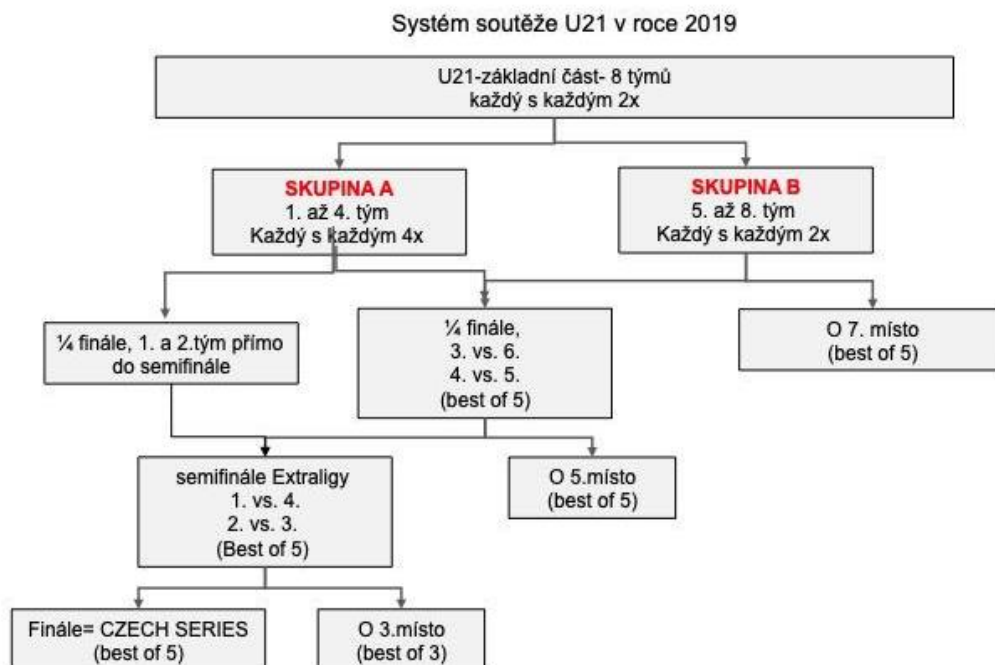 Systém soutěže U21 v roce 2019
U21-základní část- 8 týmů
každý s každým 2x
SKUPINA A
1. až 4. tým
Každý s každým 4x
SKUPINA B
5. až 8. tým
Každý s každým 2x
¼ finále, 1. a 2.tým přímo
do semifinále
¼ finále,
3. vs. 6.
4. vs. 5.
(best of 5)
O 7. místo
(best of 5)
semifinále Extraligy
1. vs. 4.
2. vs. 3.
(Best of 5)
O 5.místo
(best of 5)
Finále= CZECH SERIES
(best of 5)
O 3.místo
(best of 3)